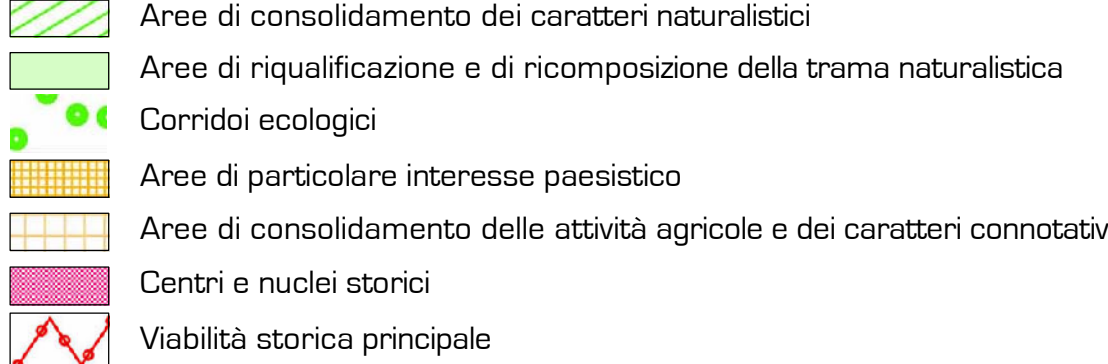 Aree di consolidamento dei caratteri naturalistici
Aree di riqualificazione e di ricomposizione della trama naturalistica
Corridoi ecologici
Aree di particolare interesse paesistico
Aree di consolidamento delle attività agricole e dei caratteri connotativ
Centri e nuclei storici
Viabilità storica principale